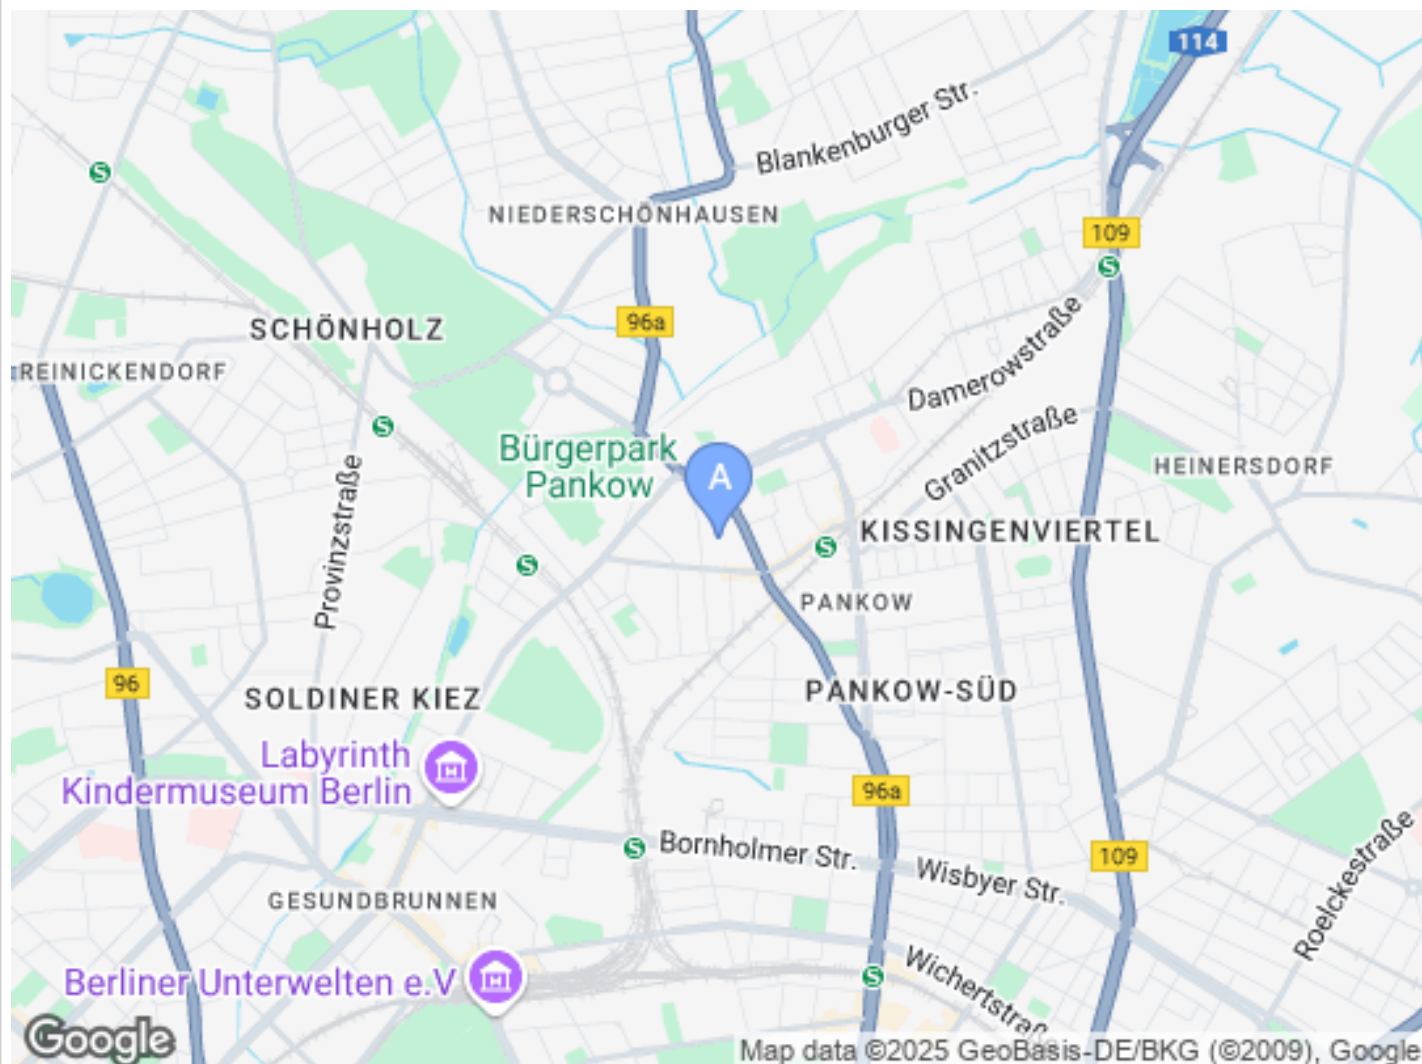 114
Blankenburger Str.
NIEDERSCHÖNHAUSEN
109
S
S
96a
SCHÖNHOLZ
REINICKENDORF
Damerowstraße
S
Bürgerpark
Pankow
A
Granitzstraße
HEINERSDORF
Provinzstraße
KISSINGENVIERTEL
S
S
PANKOW
96
SOLDINER KIEZ
PANKOW-SÜD
Labyrinth
Kindermuseum Berlin
96a
S
Bornholmer Str.
Wisbyer Str.
109
Roelckestraße
GESUNDBRUNNEN
Berliner Unterwelten e.V
S
Wichertstraß
Google
Map data ©2025 GeoBasis-DE/BKG (©2009), Google